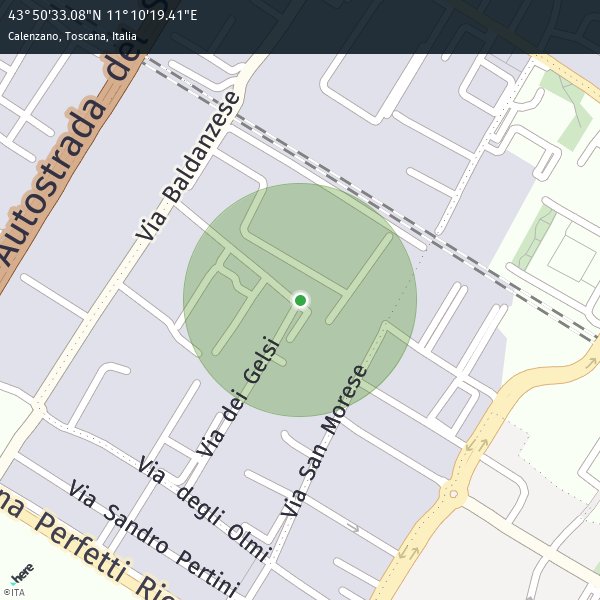 43°50'33.08"N 11°10'19.41"E
Calenzano, Toscana, Italia
Autostrada del S
Via Baldanzese
Via dei Gelsi
Via San Morese
Via degli Olmi
Via Sandro Pertini
na Perfetti Ric
here
©ITA